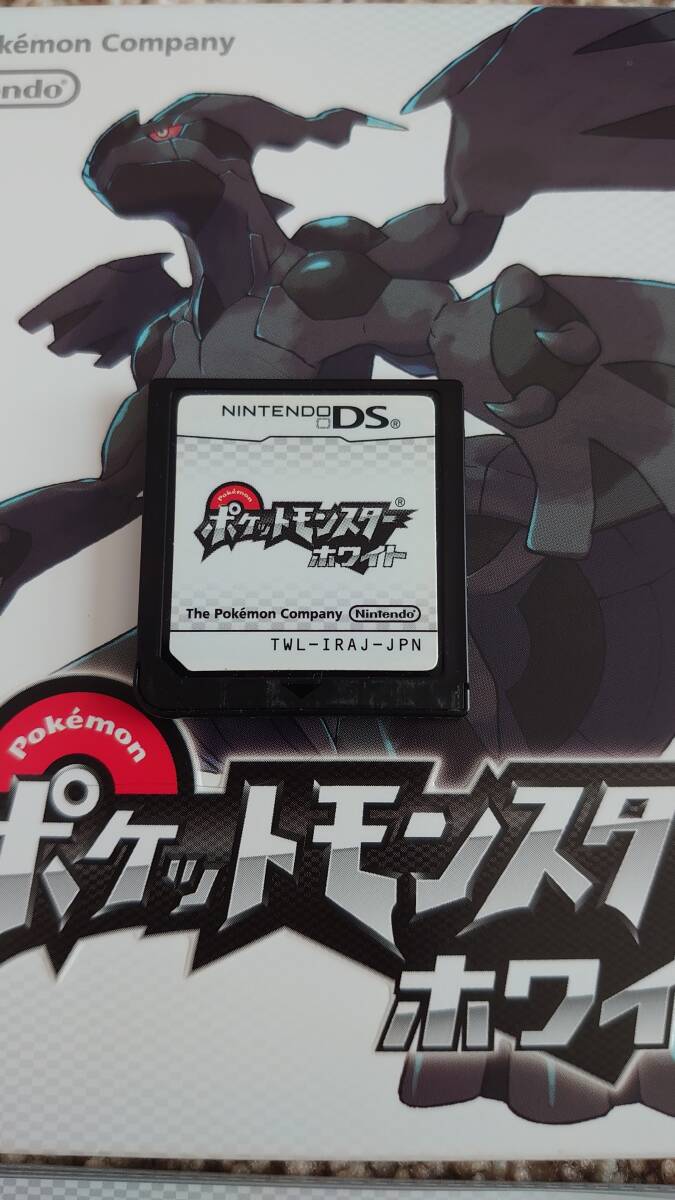 kémon Company
ndo®
NINTENDO DS®
Pokémon
ポケットモンスター®
ホワイト
The Pokémon Company Nintendo®
TWL-IRAJ-JPN
Pokémon
ポケットモンスタ
ホワイ